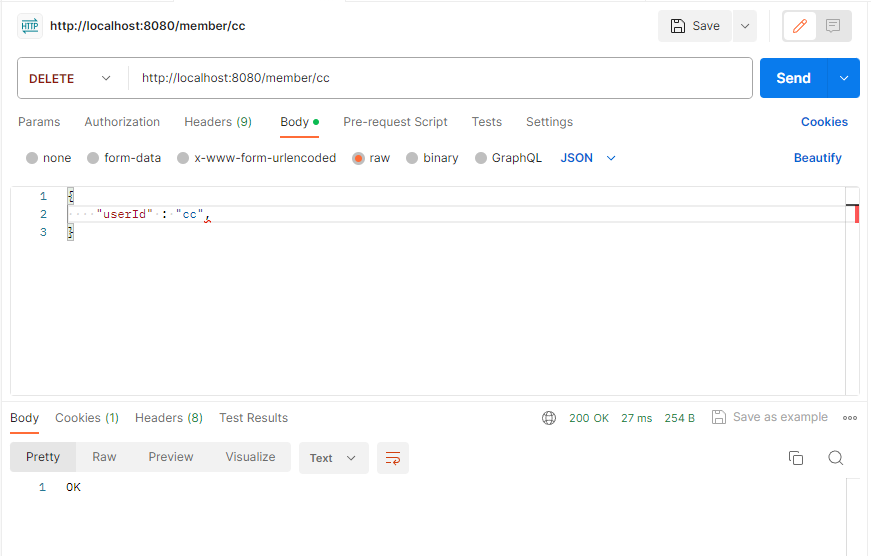 HTTP http://localhost:8080/member/cc Save
DELETE http://localhost:8080/member/cc Send
Params Authorization Headers (9) Body Pre-request Script Tests Settings Cookies
none form-data x-www-form-urlencoded raw binary GraphQL JSON Beautify
1 {
2 "userId" : "cc",
3 }
Body Cookies (1) Headers (8) Test Results 200 OK 27 ms 254 B Save as example
Pretty Raw Preview Visualize Text
1 OK